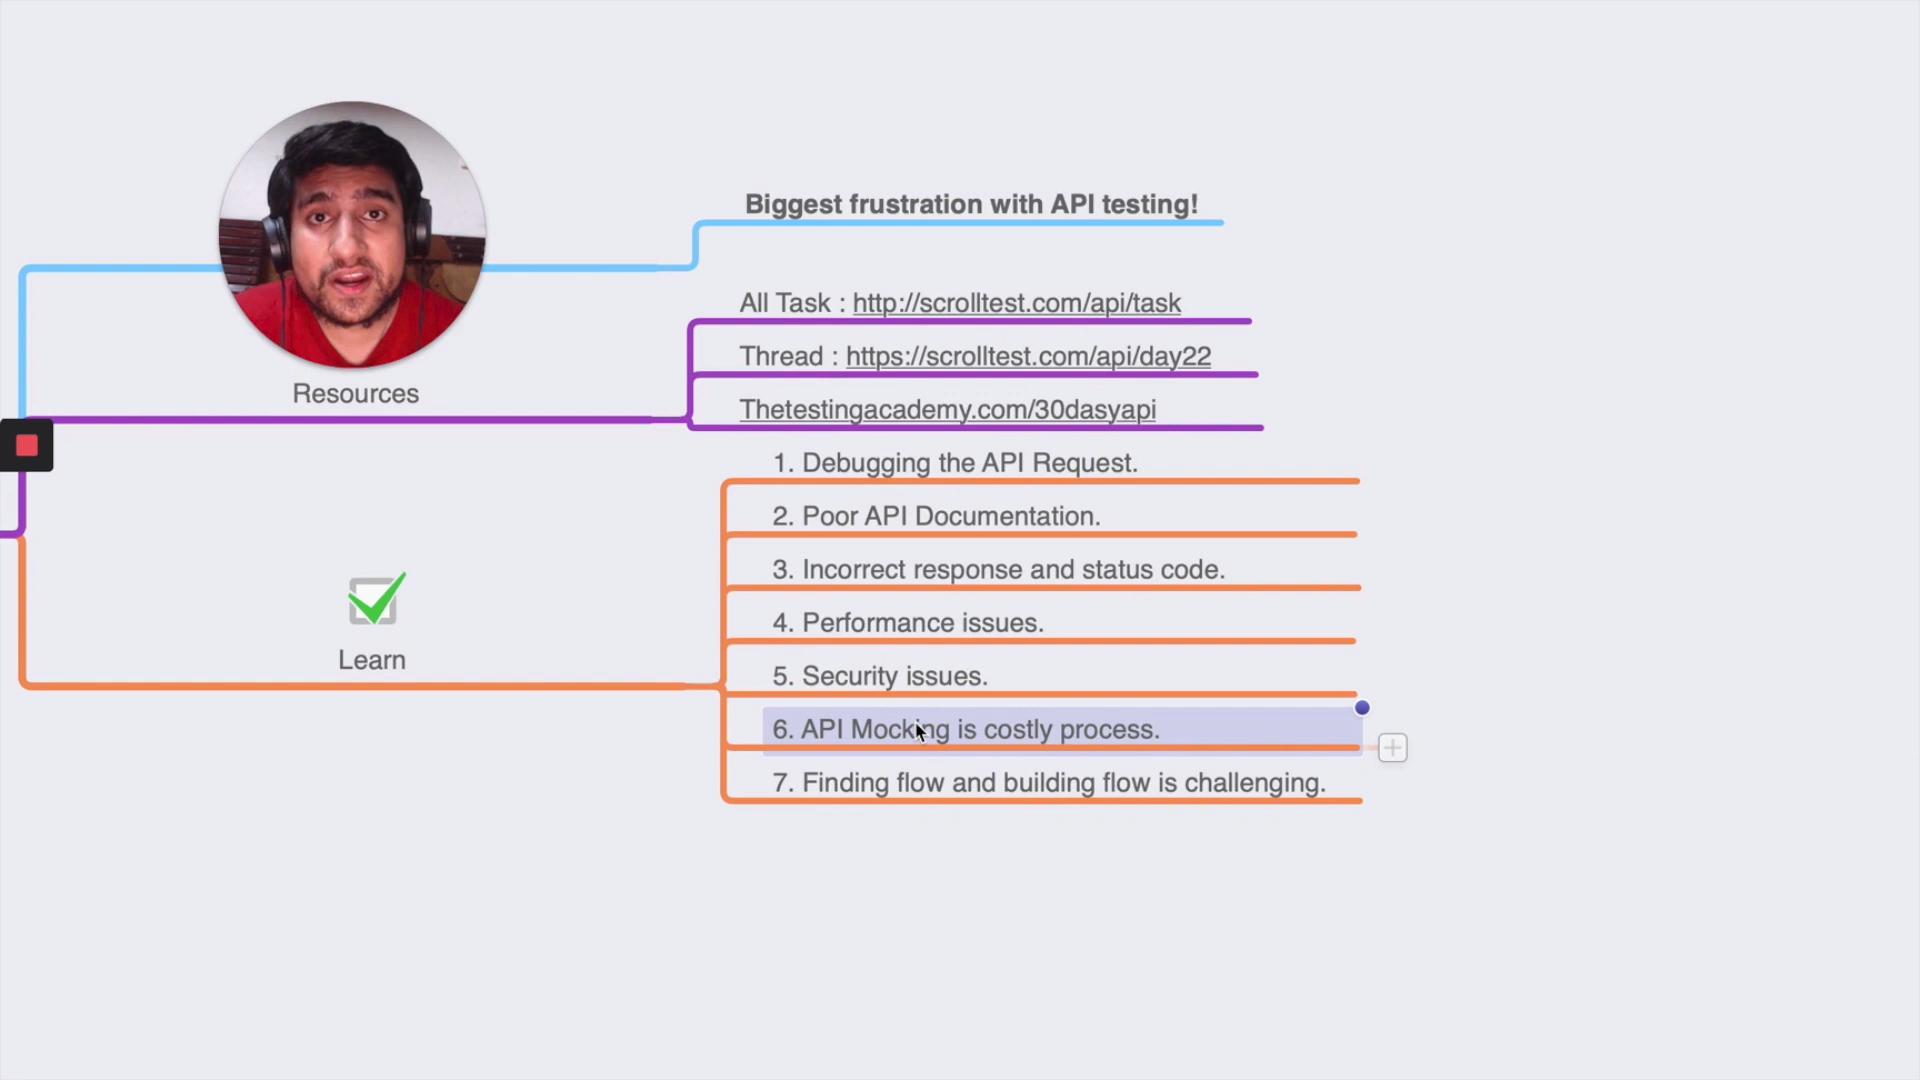 Biggest frustration with API testing!
All Task : http://scrolltest.com/api/task
Thread : https://scrolltest.com/api/day22
Resources
Thetestingacademy.com/30dasyapi
1. Debugging the API Request.
2. Poor API Documentation.
3. Incorrect response and status code.
4. Performance issues.
Learn
5. Security issues.
6. API Mocking is costly process.
7. Finding flow and building flow is challenging.